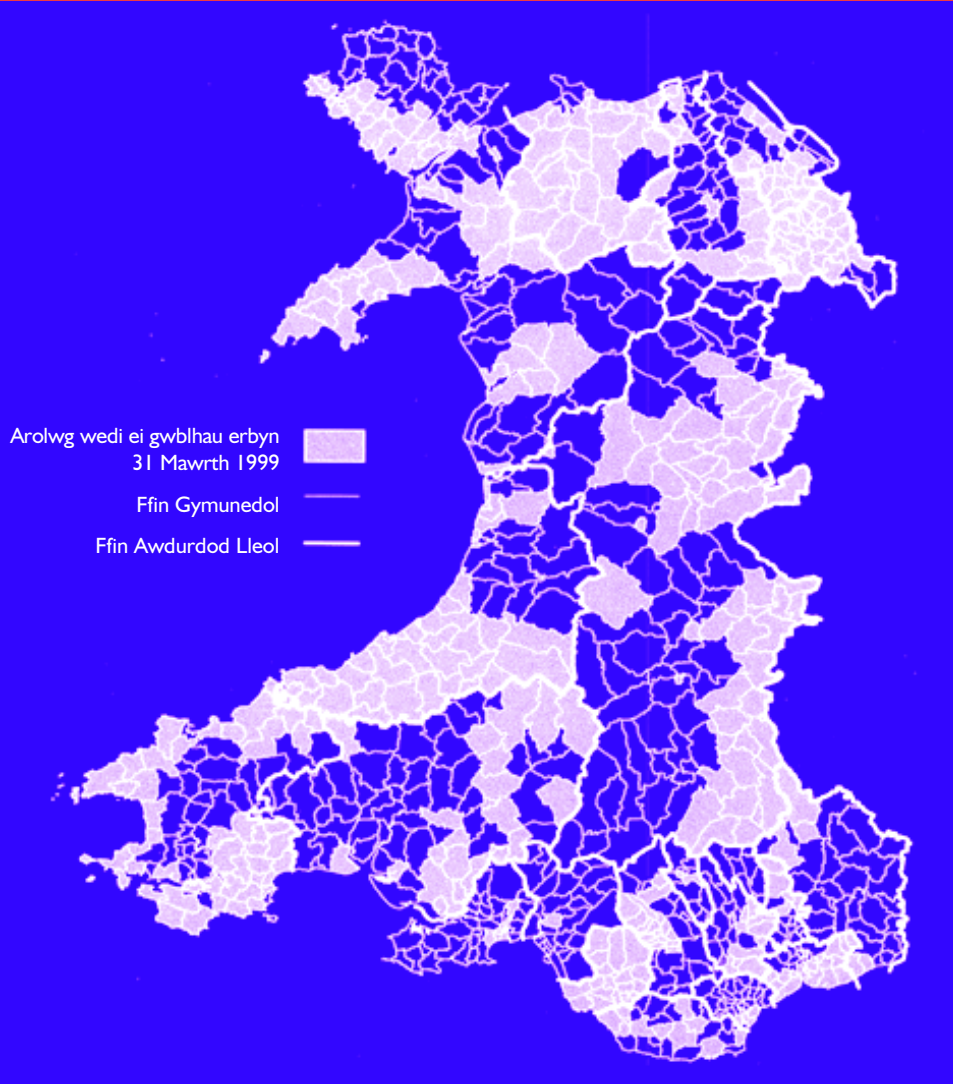 Arolwg wedi ei gwblhau erbyn
31 Mawrth 1999
Ffin Gymunedol
Ffin Awdurdod Lleol